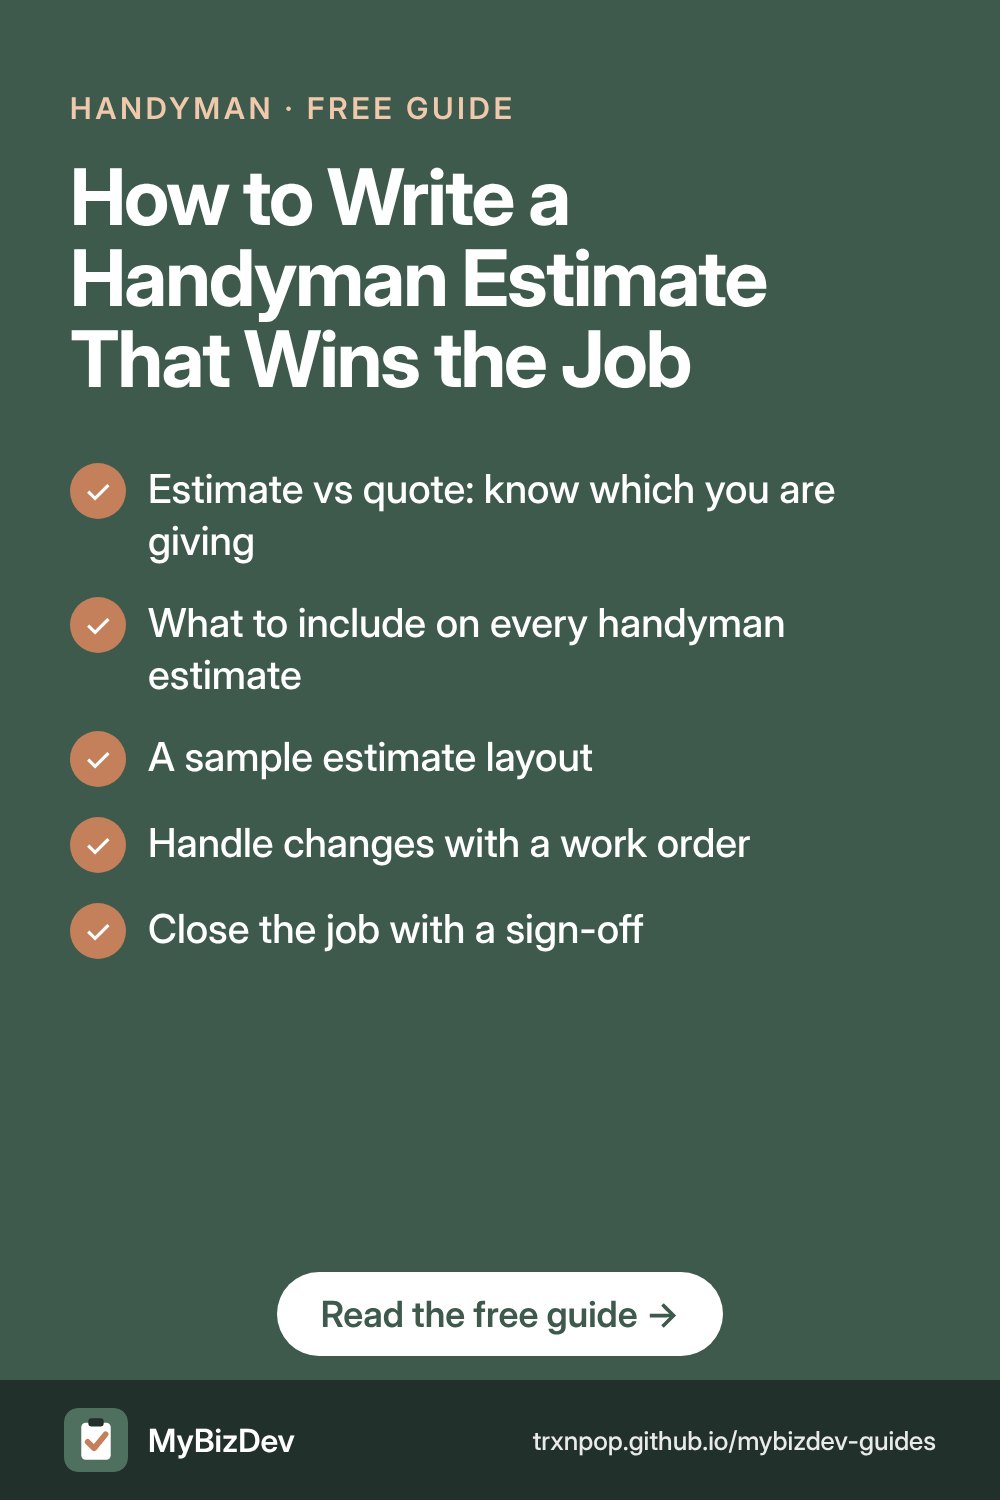 HANDYMAN · FREE GUIDE
How to Write a
Handyman Estimate
That Wins the Job
Estimate vs quote: know which you are
giving
What to include on every handyman
estimate
A sample estimate layout
Handle changes with a work order
Close the job with a sign-off
Read the free guide →
MyBizDev
trxnpop.github.io/mybizdev-guides